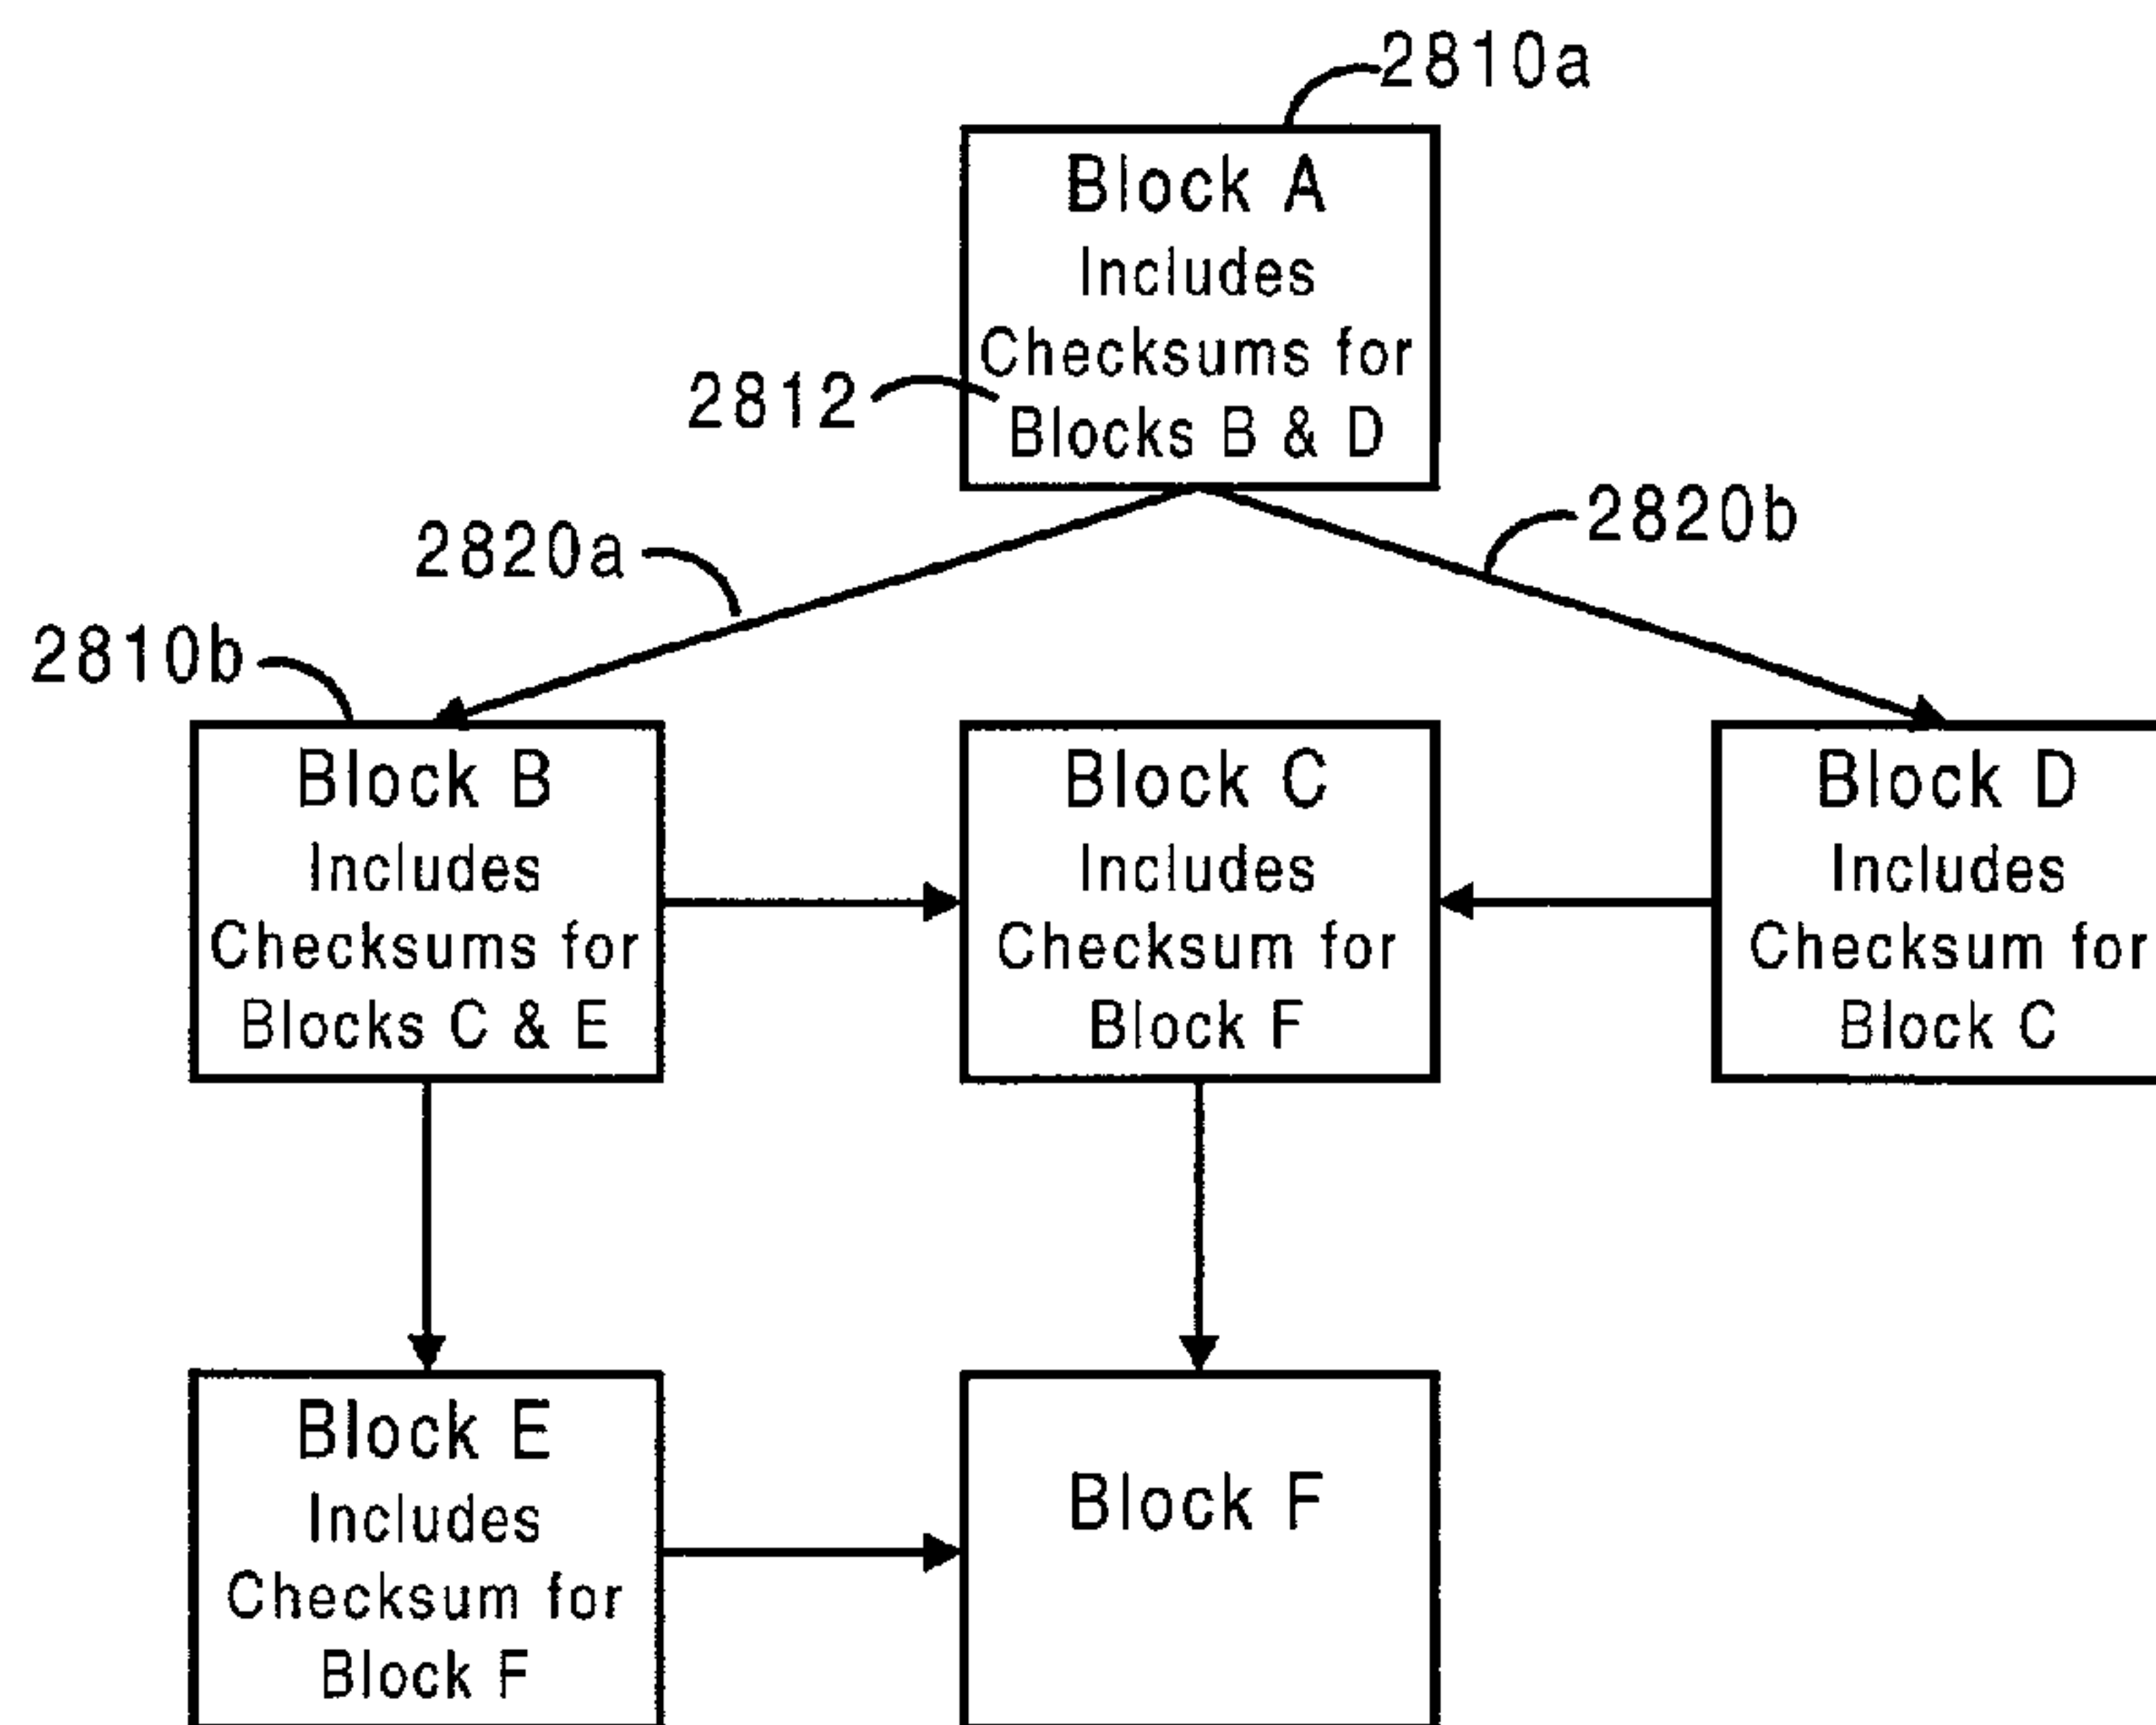 2810a
Block A
Includes
Checksums for
Blocks B & D
2812
2820a
2820b
2810b
Block B
Includes
Checksums for
Blocks C & E
Block C
Includes
Checksum for
Block F
Block D
Includes
Checksum for
Block C
Block E
Includes
Checksum for
Block F
Block F